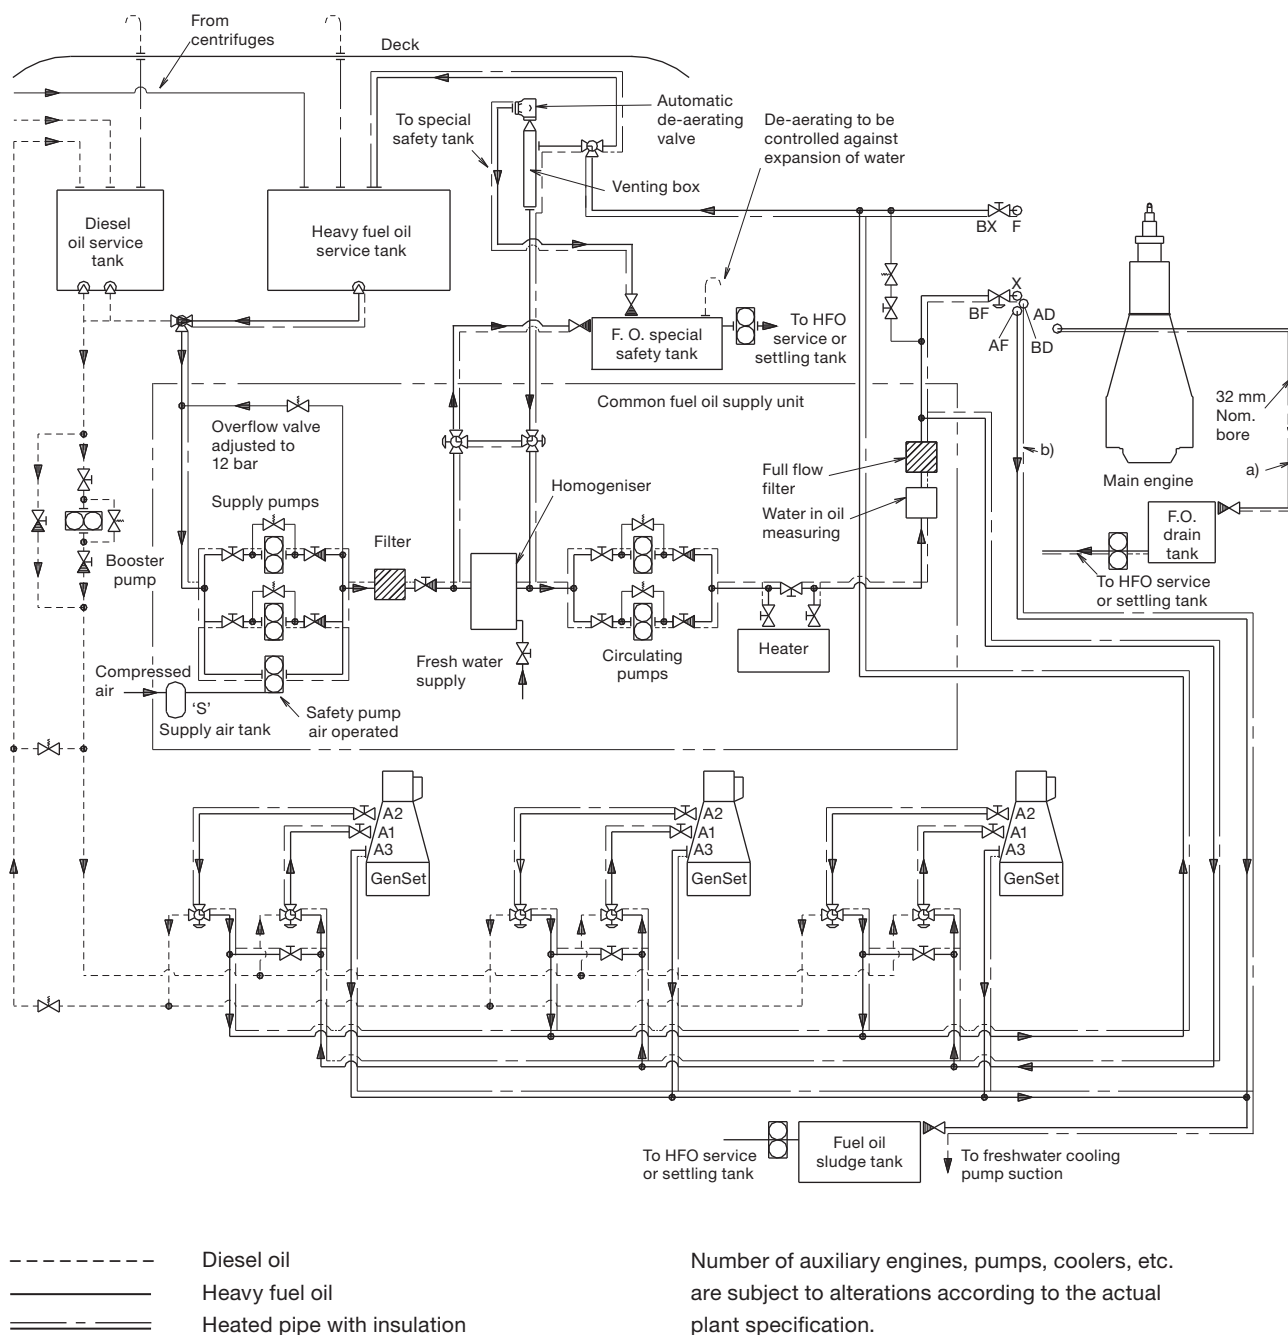 From
centrifuges
Deck
To special
safety tank
Automatic
de-aerating
valve
De-aerating to be
controlled against
expansion of water
Venting box
Diesel
oil service
tank
Heavy fuel oil
service tank
BX
F
X
BF
AF
AD
BD
F. O. special
safety tank
To HFO
service or
settling tank
Common fuel oil supply unit
32 mm
Nom.
bore
Overflow valve
adjusted to
12 bar
b)
a)
Full flow
filter
Main engine
Homogeniser
Supply pumps
Water in oil
measuring
F.O.
drain
tank
Filter
Booster
pump
To HFO service
or settling tank
Fresh water
supply
Circulating
pumps
Heater
Compressed
air
'S'
Supply air tank
Safety pump
air operated
A2
A1
A3
GenSet
A2
A1
A3
GenSet
A2
A1
A3
GenSet
To HFO service
or settling tank
Fuel oil
sludge tank
To freshwater cooling
pump suction
Diesel oil
Heavy fuel oil
Heated pipe with insulation
Number of auxiliary engines, pumps, coolers, etc.
are subject to alterations according to the actual
plant specification.